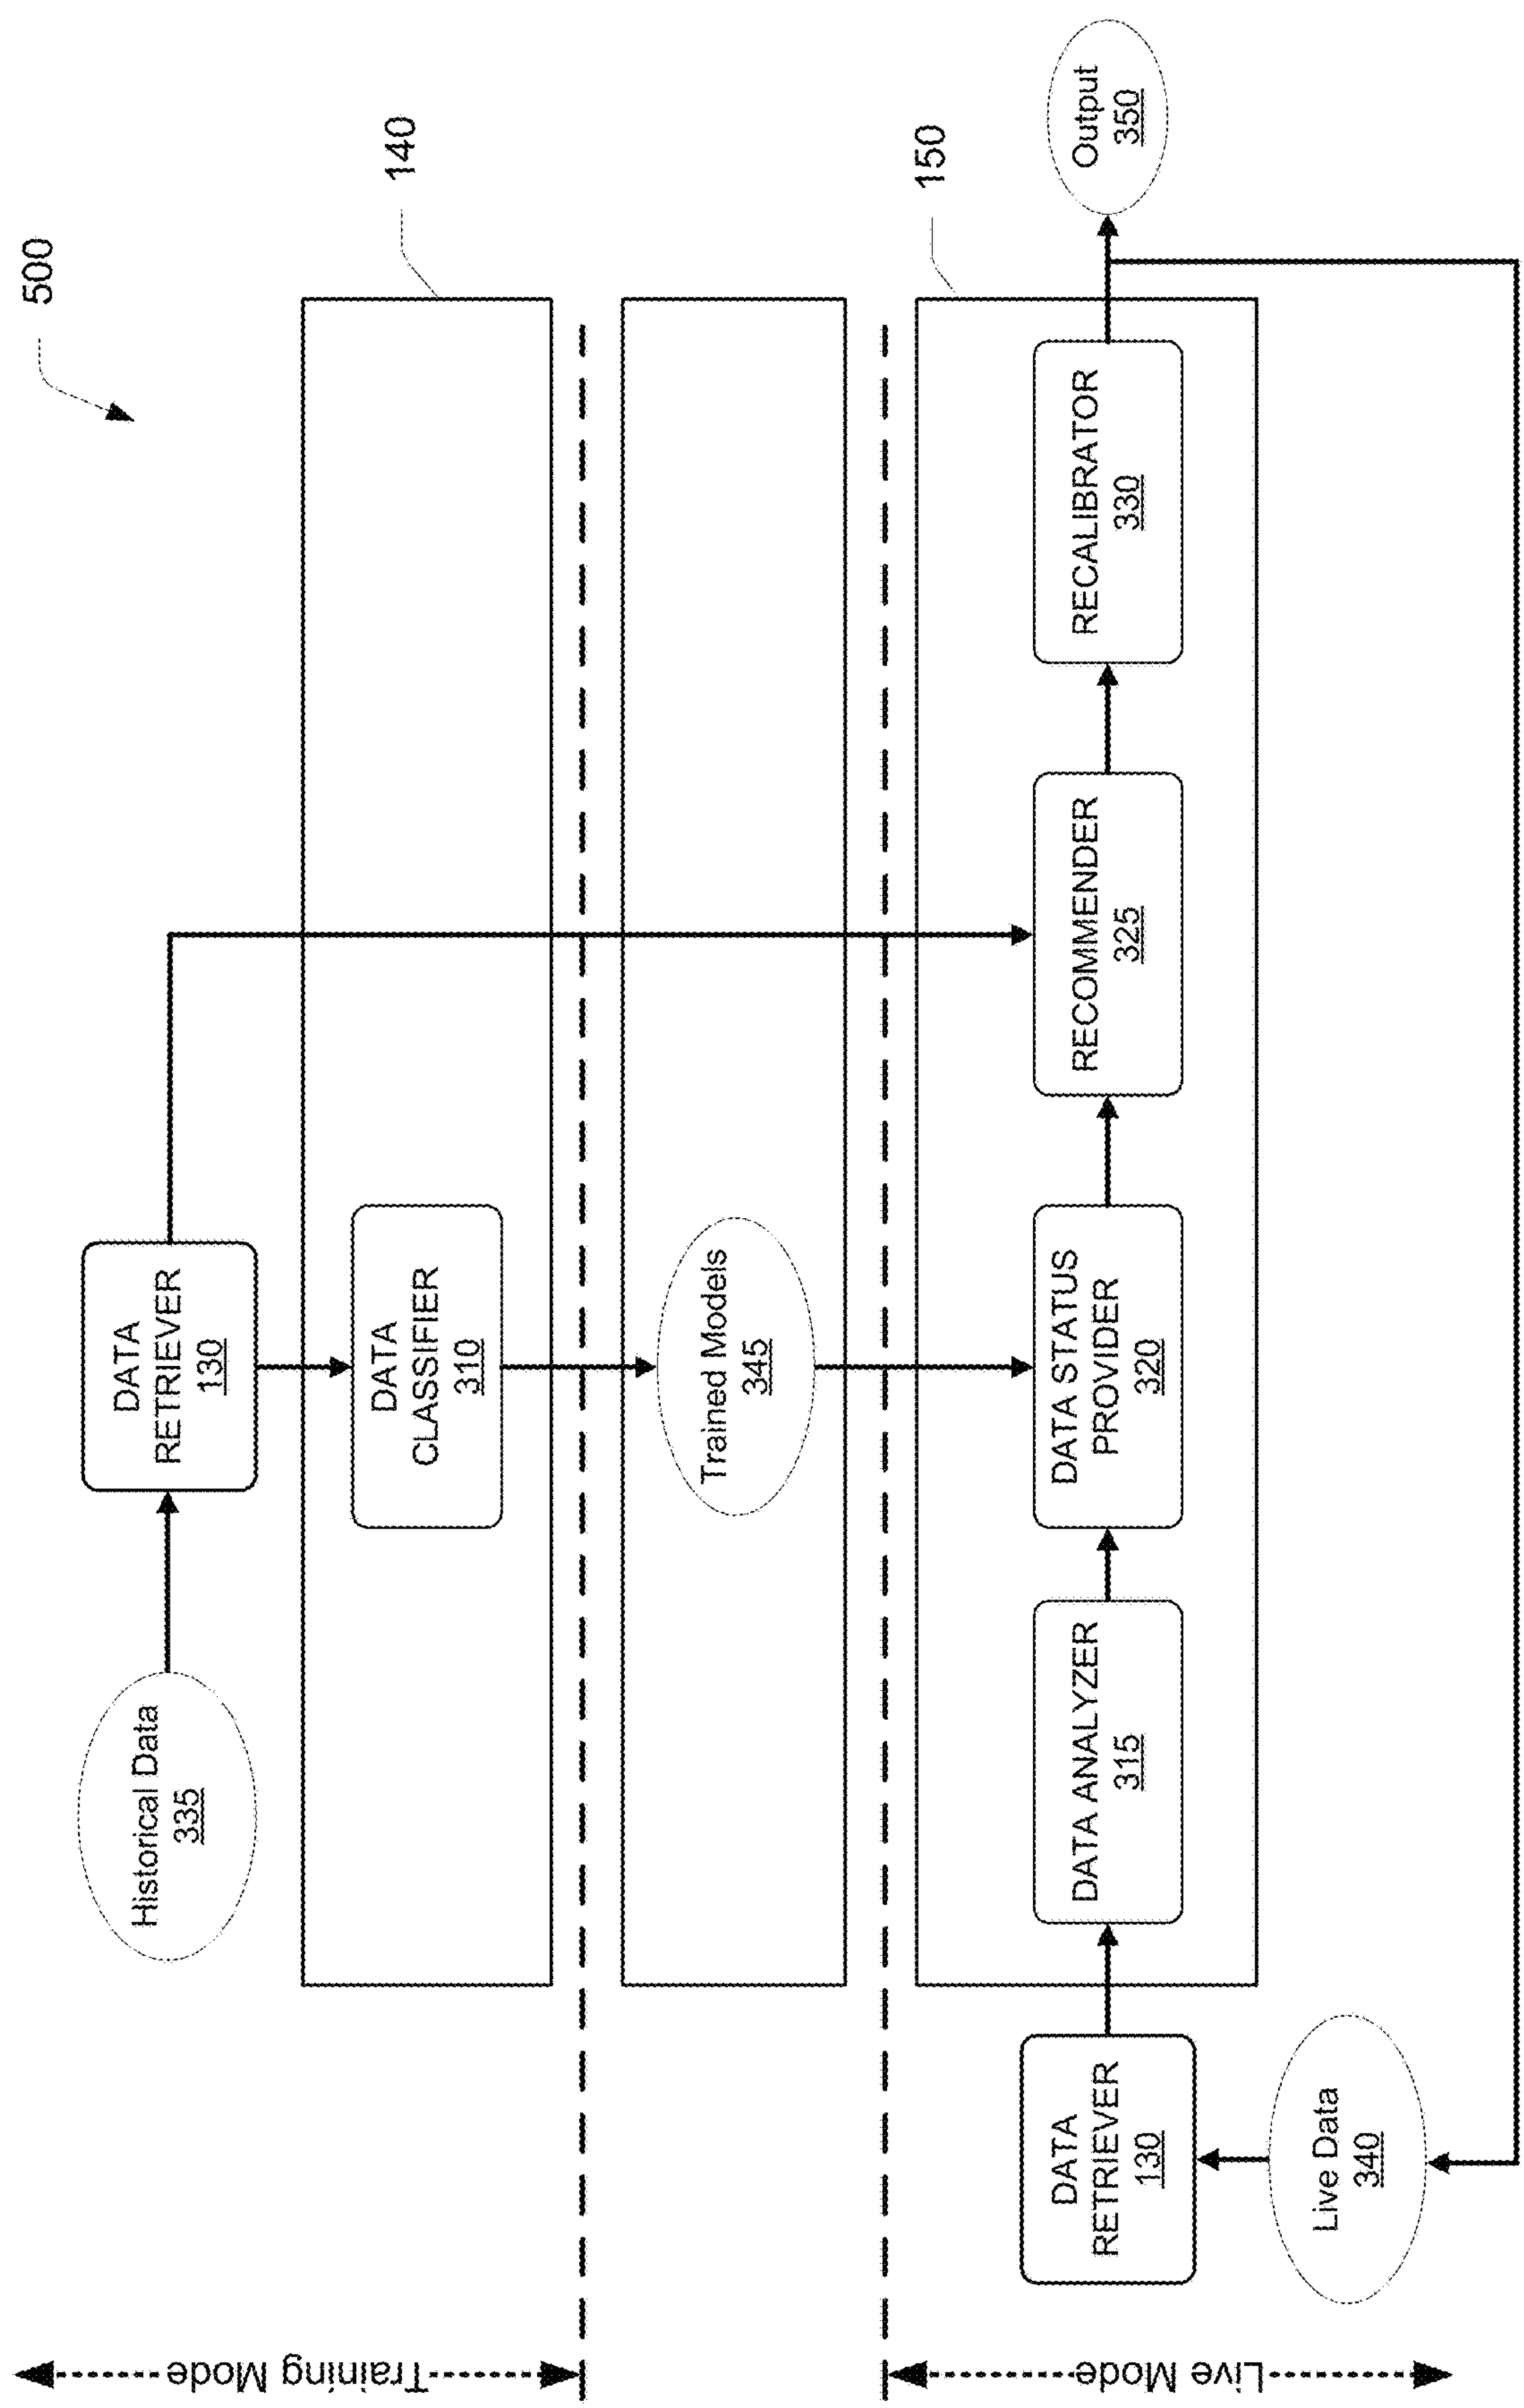 500
Historical Data
335
DATA
RETRIEVER
130
140
DATA
CLASSIFIER
310
Training Mode
Trained Models
345
150
DATA
RETRIEVER
130
DATA ANALYZER
315
DATA STATUS
PROVIDER
320
RECOMMENDER
325
RECALIBRATOR
330
Output
350
Live Data
340
Live Mode